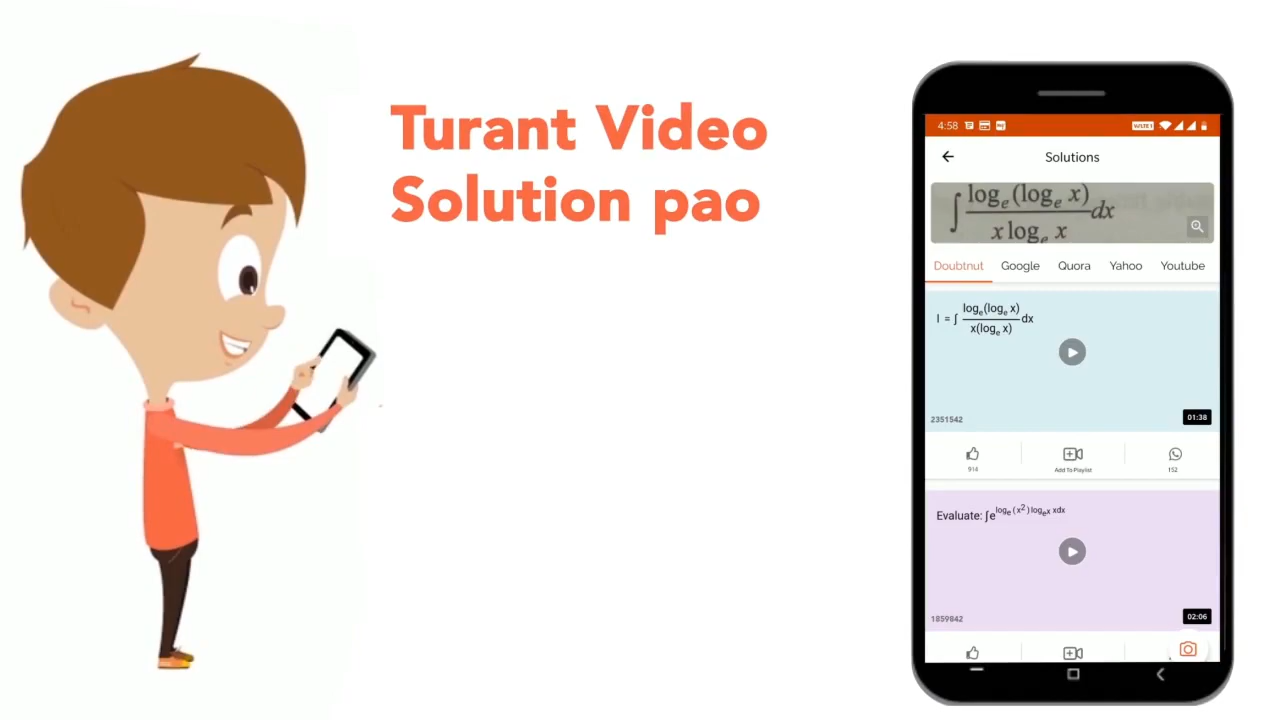 Turant Video
Solution pao
4:58
VoLTE1
Solutions
∫ logₑ(logₑ x) / x logₑ x dx
Doubtnut Google Quora Yahoo Youtube
I = ∫ logₑ(logₑ x) / x(logₑ x) dx
2351542 01:38
914 Add To Playlist 152
Evaluate: ∫e^logₑ(x²)logₑx xdx
1859842 02:06